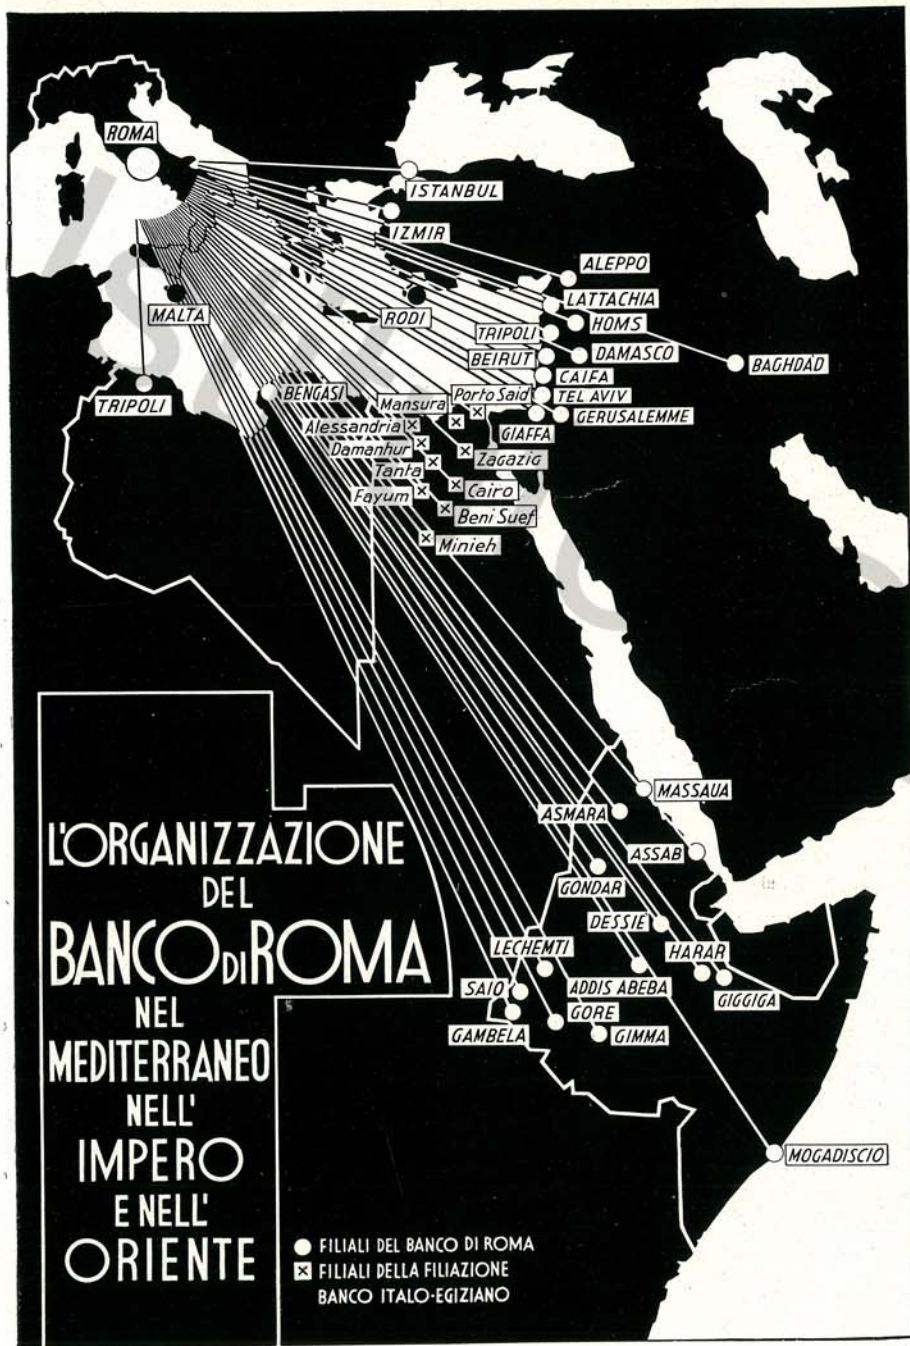 ROMA
ISTANBUL
IZMIR
ALEPPO
MALTA
RODI
LATTACHIA
TRIPOLI
HOMS
BEIRUT
DAMASCO
BAGHDAD
CAIFA
TRIPOLI
BENGASI
Mansura
Porto Said
TEL AVIV
GERUSALEMME
Alessandria
GIAFFA
Damanhur
Zagazig
Tanta
Cairo
Fayum
Beni Suef
Minieh
MASSAUA
ASMARA
ASSAB
GONDAR
DESSIÈ
LECHEMTI
HARAR
SAIO
ADDIS ABEBA
GIGGIGA
GORE
GAMBELA
GIMMA
MOGADISCIO
L'ORGANIZZAZIONE
DEL
BANCO DI ROMA
NEL
MEDITERRANEO
NELL'
IMPERO
E NELL'
ORIENTE
FILIALI DEL BANCO DI ROMA
FILIALI DELLA FILIAZIONE
BANCO ITALO-EGIZIANO